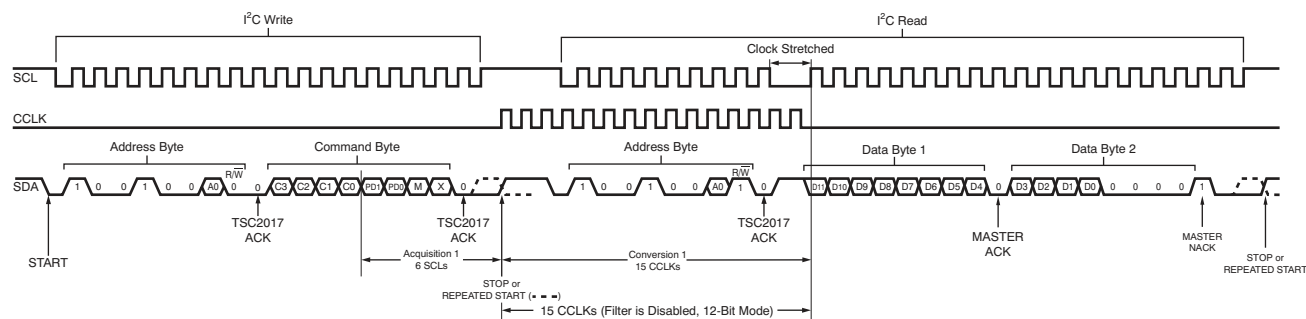 I²C Write
I²C Read
Clock Stretched
SCL
CCLK
Address Byte
Command Byte
Address Byte
Data Byte 1
Data Byte 2
R/W̅
R/W̅
SDA
1 0 0 1 0 0 A0 0 0 C3 C2 C1 C0 PD1 PD0 M X 0 1 0 0 1 0 0 A0 1 0 D11 D10 D9 D8 D7 D6 D5 D4 0 D3 D2 D1 D0 0 0 0 0 1
START
TSC2017
ACK
TSC2017
ACK
TSC2017
ACK
MASTER
ACK
MASTER
NACK
STOP or
REPEATED START
Acquisition 1
6 SCLs
Conversion 1
15 CCLKs
STOP or
REPEATED START (- - - -)
15 CCLKs (Filter is Disabled, 12-Bit Mode)